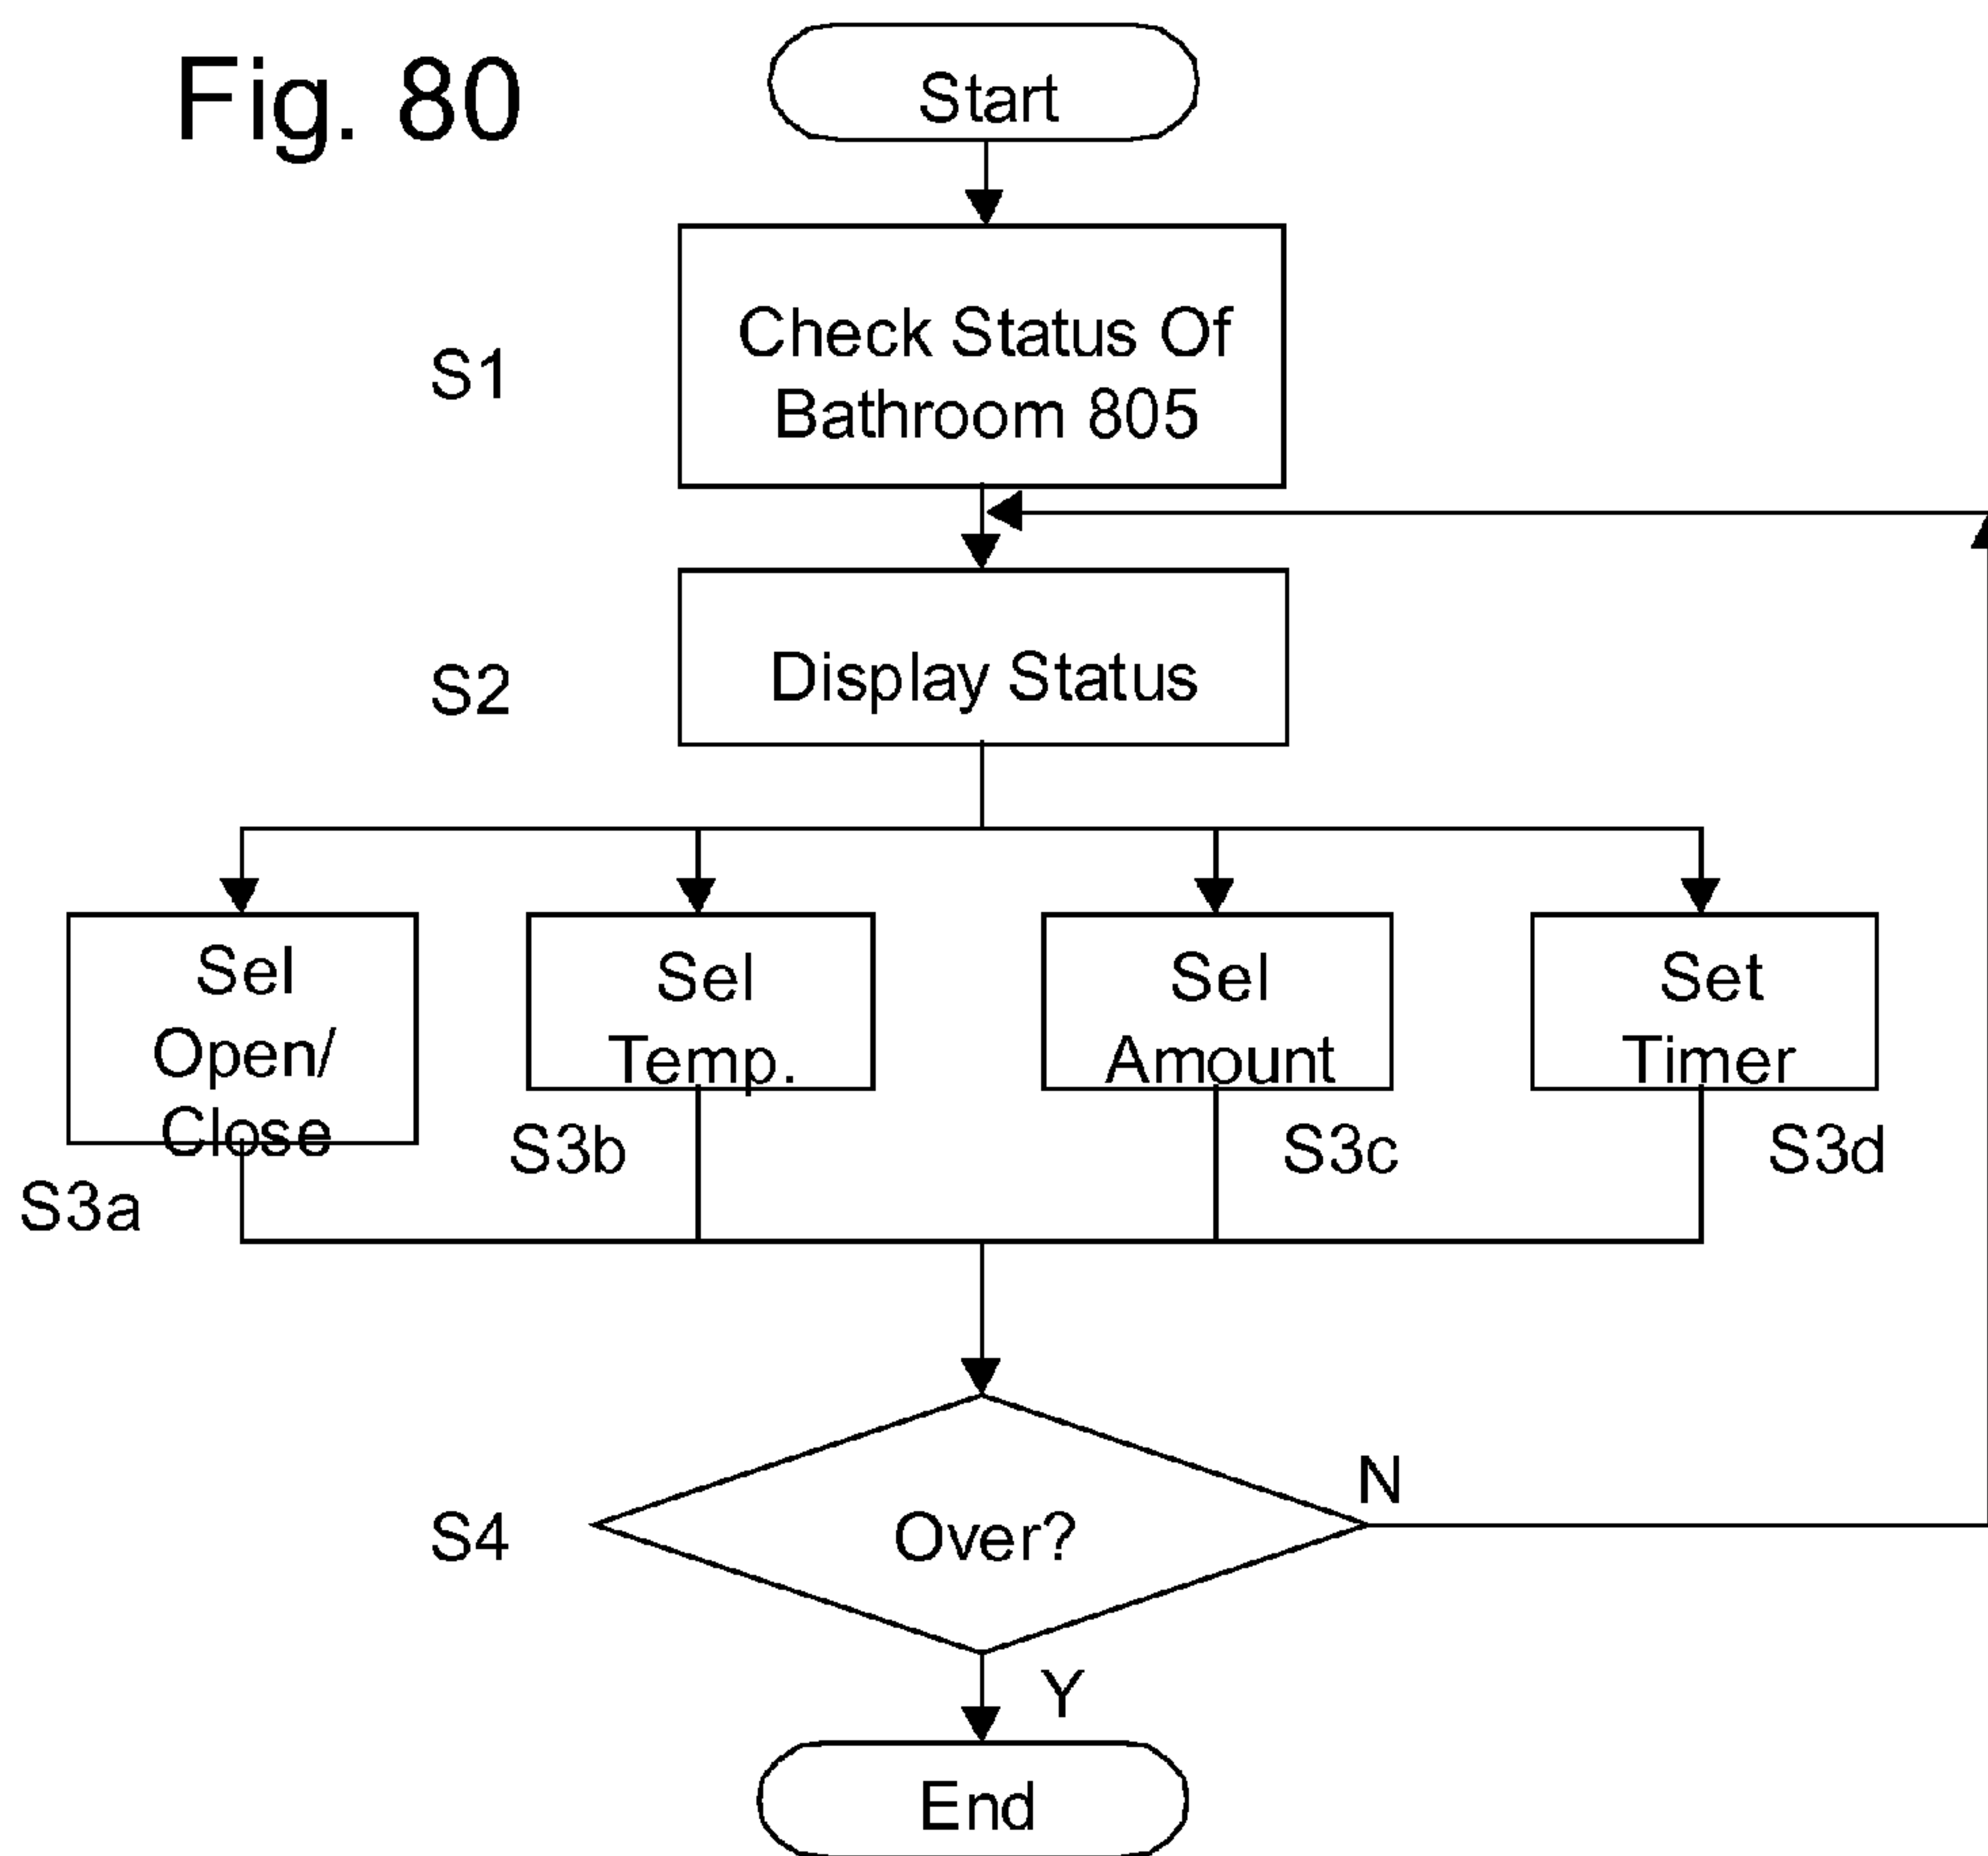 Fig. 80
Start
S1
Check Status Of
Bathroom 805
S2
Display Status
Sel
Open/
Close
S3a
Sel
Temp.
S3b
Sel
Amount
S3c
Set
Timer
S3d
S4
Over?
N
Y
End